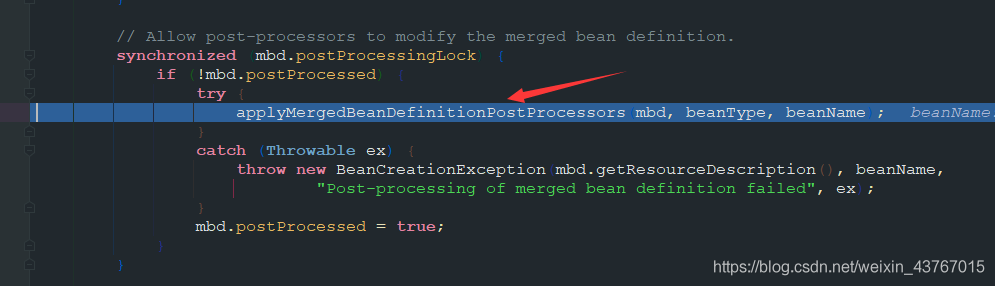 }
// Allow post-processors to modify the merged bean definition.
synchronized (mbd.postProcessingLock) {
if (!mbd.postProcessed) {
try {
applyMergedBeanDefinitionPostProcessors(mbd, beanType, beanName); beanName:
}
catch (Throwable ex) {
throw new BeanCreationException(mbd.getResourceDescription(), beanName,
"Post-processing of merged bean definition failed", ex);
}
mbd.postProcessed = true;
}
}
https://blog.csdn.net/weixin_43767015